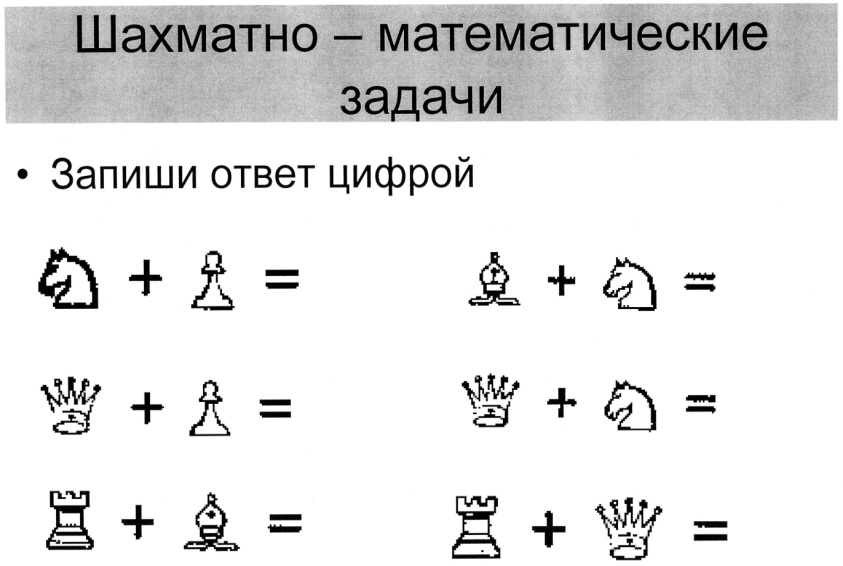 Шахматно – математические
задачи
• Запиши ответ цифрой
+ = + =
+ = + =
+ = + =